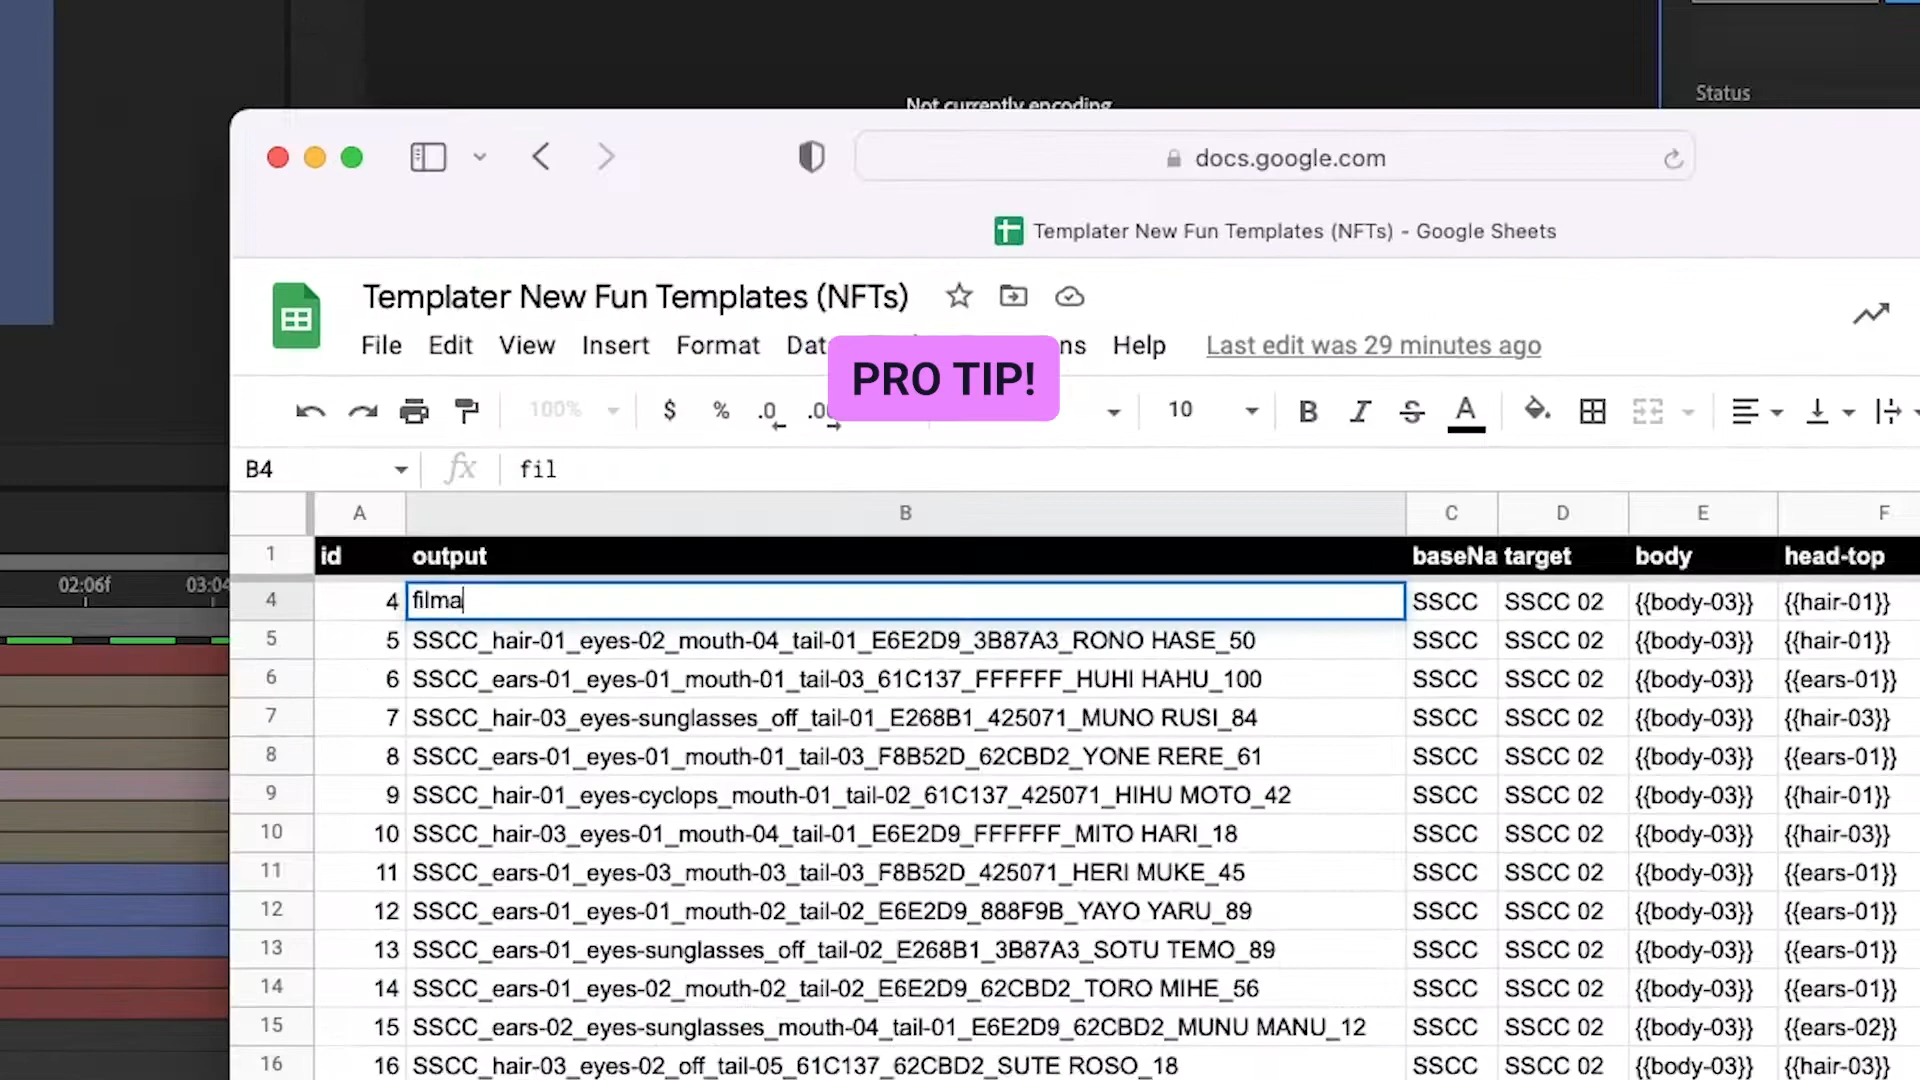 Not currently encoding
Status
docs.google.com
Templater New Fun Templates (NFTs) - Google Sheets
Templater New Fun Templates (NFTs)
File Edit View Insert Format Dat ns Help Last edit was 29 minutes ago
PRO TIP!
100% $ % .0 .00 10 B I S A
B4 fx fil
A B C D E F
1 id output baseNa target body head-top
02:06f 03:04
4 4 filma SSCC SSCC 02 {{body-03}} {{hair-01}}
5 5 SSCC_hair-01_eyes-02_mouth-04_tail-01_E6E2D9_3B87A3_RONO HASE_50 SSCC SSCC 02 {{body-03}} {{hair-01}}
6 6 SSCC_ears-01_eyes-01_mouth-01_tail-03_61C137_FFFFFF_HUHI HAHU_100 SSCC SSCC 02 {{body-03}} {{ears-01}}
7 7 SSCC_hair-03_eyes-sunglasses_off_tail-01_E268B1_425071_MUNO RUSI_84 SSCC SSCC 02 {{body-03}} {{hair-03}}
8 8 SSCC_ears-01_eyes-01_mouth-01_tail-03_F8B52D_62CBD2_YONE RERE_61 SSCC SSCC 02 {{body-03}} {{ears-01}}
9 9 SSCC_hair-01_eyes-cyclops_mouth-01_tail-02_61C137_425071_HIHU MOTO_42 SSCC SSCC 02 {{body-03}} {{hair-01}}
10 10 SSCC_hair-03_eyes-01_mouth-04_tail-01_E6E2D9_FFFFFF_MITO HARI_18 SSCC SSCC 02 {{body-03}} {{hair-03}}
11 11 SSCC_ears-01_eyes-03_mouth-03_tail-03_F8B52D_425071_HERI MUKE_45 SSCC SSCC 02 {{body-03}} {{ears-01}}
12 12 SSCC_ears-01_eyes-01_mouth-02_tail-02_E6E2D9_888F9B_YAYO YARU_89 SSCC SSCC 02 {{body-03}} {{ears-01}}
13 13 SSCC_ears-01_eyes-sunglasses_off_tail-02_E268B1_3B87A3_SOTU TEMO_89 SSCC SSCC 02 {{body-03}} {{ears-01}}
14 14 SSCC_ears-01_eyes-02_mouth-02_tail-02_E6E2D9_62CBD2_TORO MIHE_56 SSCC SSCC 02 {{body-03}} {{ears-01}}
15 15 SSCC_ears-02_eyes-sunglasses_mouth-04_tail-01_E6E2D9_62CBD2_MUNU MANU_12 SSCC SSCC 02 {{body-03}} {{ears-02}}
16 16 SSCC_hair-03_eyes-02_off_tail-05_61C137_62CBD2_SUTE ROSO_18 SSCC SSCC 02 {{body-03}} {{hair-03}}